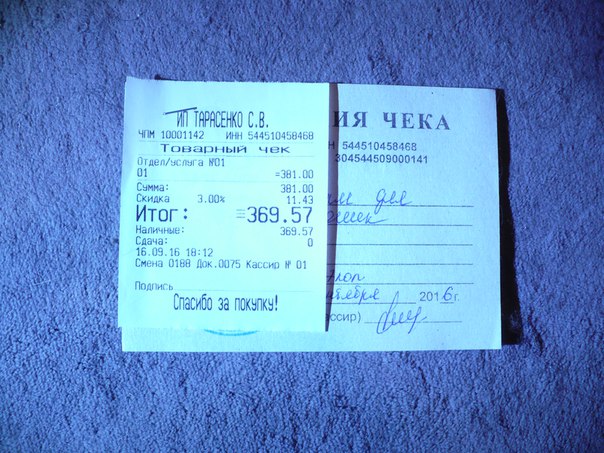 ИП ТАРАСЕНКО С.В.
ЧПМ 10001142 ИНН 544510458468
Товарный чек
Отдел/услуга №01
01 =381.00
Сумма: 381.00
Скидка 3.00% 11.43
Итог: =369.57
Наличные: 369.57
Сдача: 0
16.09.16 18:12
Смена 0188 Док.0075 Кассир № 01
Подпись
Спасибо за покупку!
ИЯ ЧЕКА
Н 544510458468
304544509000141
для
2016г.
ссир)